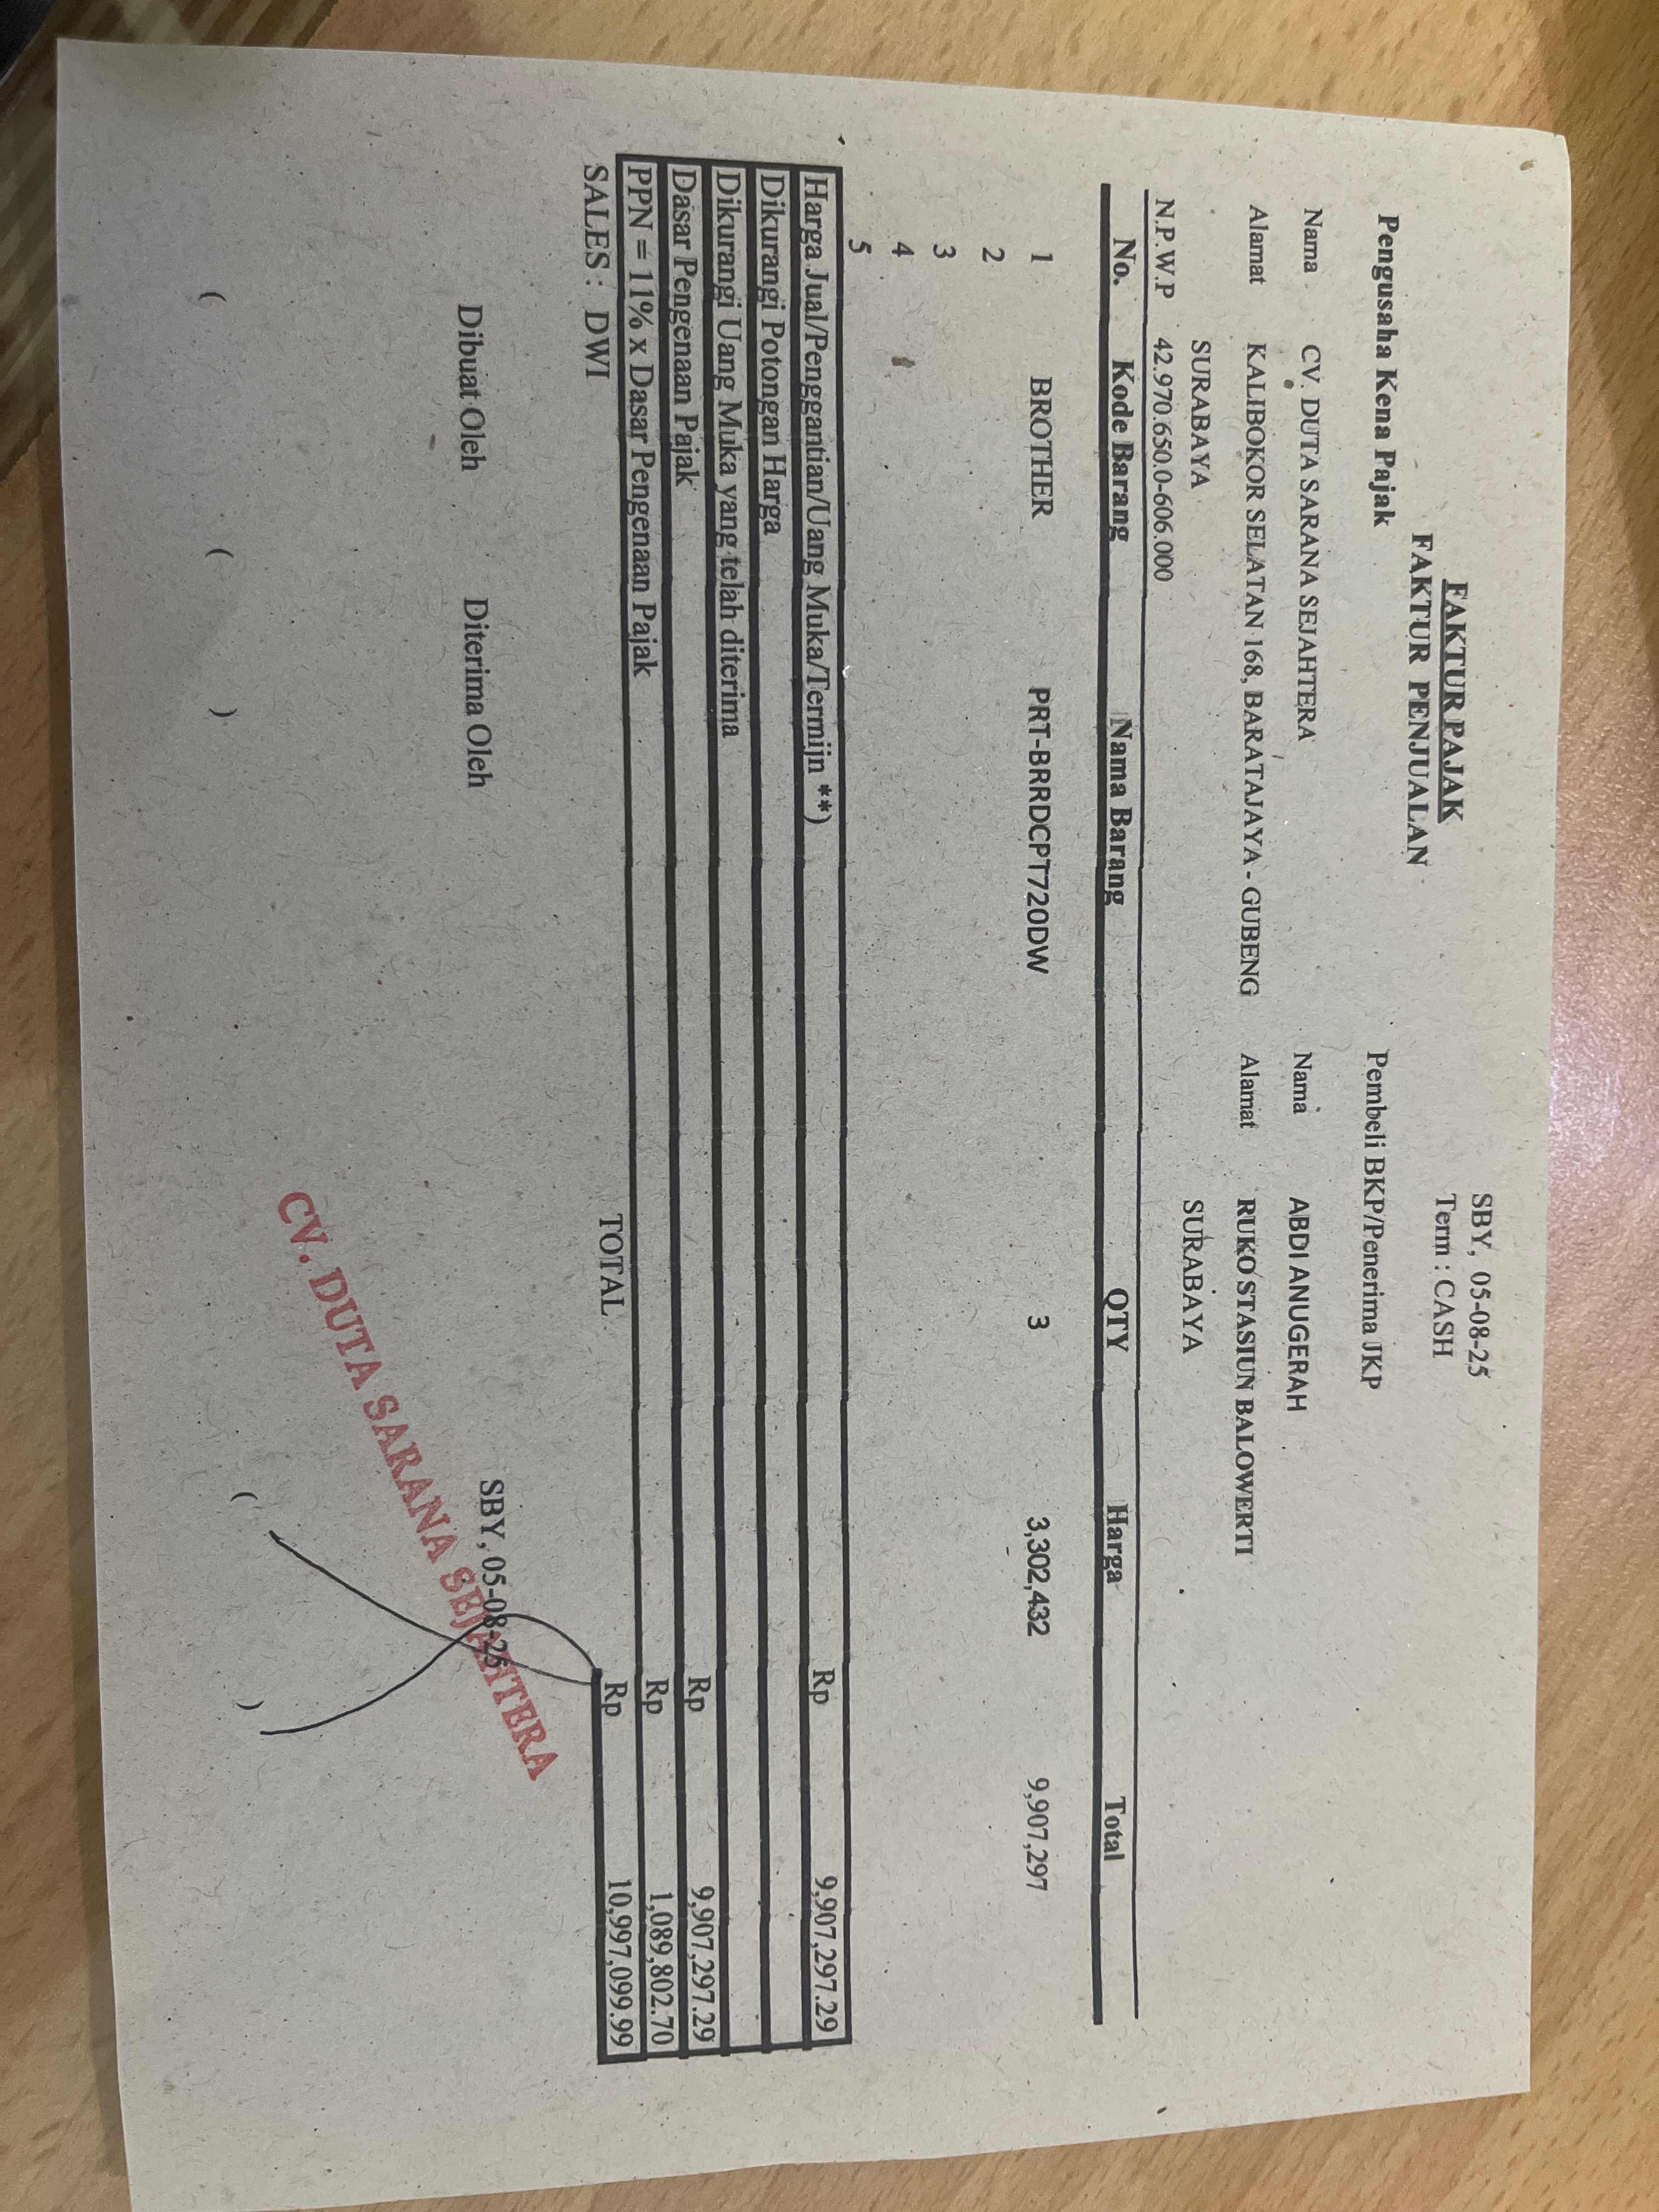 SBY, 05-08-25
FAKTUR PAJAK
Term : CASH
FAKTUR PENJUALAN
Pengusaha Kena Pajak
Pembeli BKP/Penerima JKP
Nama CV. DUTA SARANA SEJAHTERA Nama ABDI ANUGERAH
Alamat KALIBOKOR SELATAN 168, BARATAJAYA - GUBENG Alamat RUKO STASIUN BALOWERTI
SURABAYA SURABAYA
N.P.W.P 42.970.650.0-606.000
No. Kode Barang Nama Barang QTY Harga Total
1 BROTHER PRT-BRRDCPT720DW 3 3,302,432 9,907,297
2
3
4
5
Harga Jual/Penggantian/Uang Muka/Termijn **) Rp 9,907,297.29
Dikurangi Potongan Harga
Dikurangi Uang Muka yang telah diterima
Dasar Pengenaan Pajak Rp 9,907,297.29
PPN = 11% x Dasar Pengenaan Pajak Rp 1,089,802.70
SALES : DWI TOTAL Rp 10,997,099.99
SBY, 05-08-25
Dibuat Oleh Diterima Oleh
CV. DUTA SARANA SEJAHTERA
( ( ) ( )